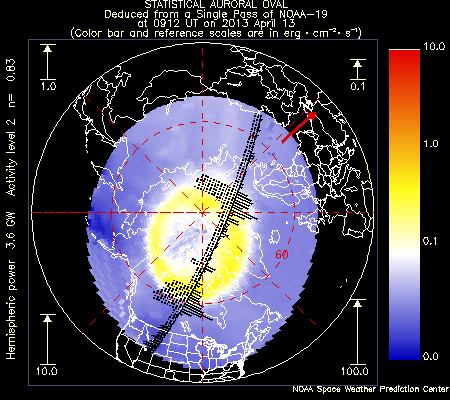 STATISTICAL AURORAL OVAL
Deduced from a Single Pass of NOAA-19
at 0912 UT on 2013 April 13
(Color bar and reference scales are in erg · cm⁻² · s⁻¹)
Hemispheric power 3.6 GW Activity level 2 n= 0.83
1.0
0.1
10.0
100.0
60
10.0
1.0
0.1
0.0
NOAA Space Weather Prediction Center